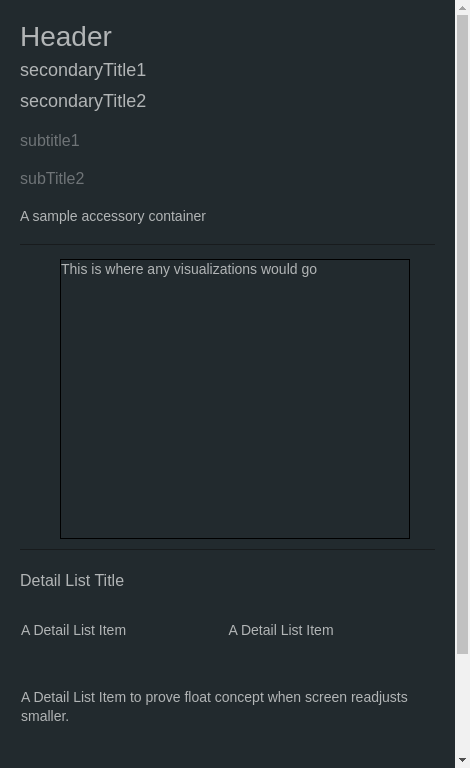 Header
secondaryTitle1
secondaryTitle2
subtitle1
subTitle2
A sample accessory container
This is where any visualizations would go
Detail List Title
A Detail List Item
A Detail List Item
A Detail List Item to prove float concept when screen readjusts
smaller.